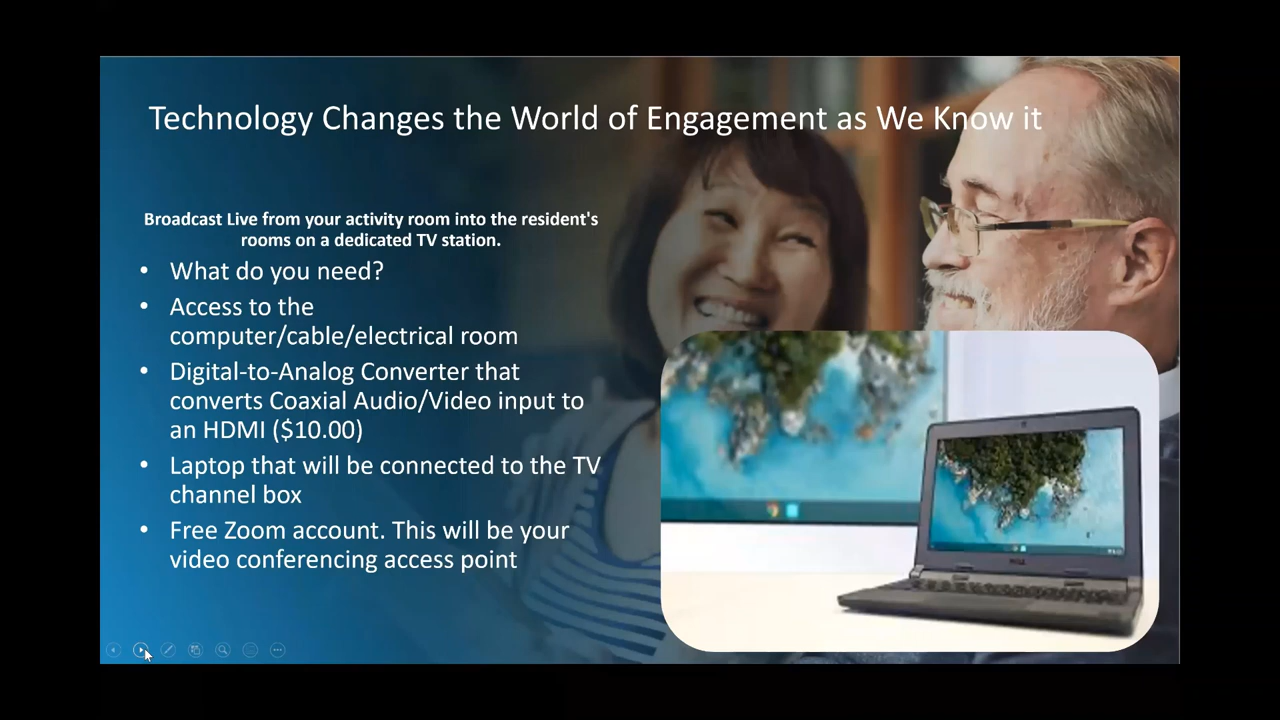 Technology Changes the World of Engagement as We Know it
Broadcast Live from your activity room into the resident's
rooms on a dedicated TV station.
• What do you need?
• Access to the
computer/cable/electrical room
• Digital-to-Analog Converter that
converts Coaxial Audio/Video input to
an HDMI ($10.00)
• Laptop that will be connected to the TV
channel box
• Free Zoom account. This will be your
video conferencing access point
DELL